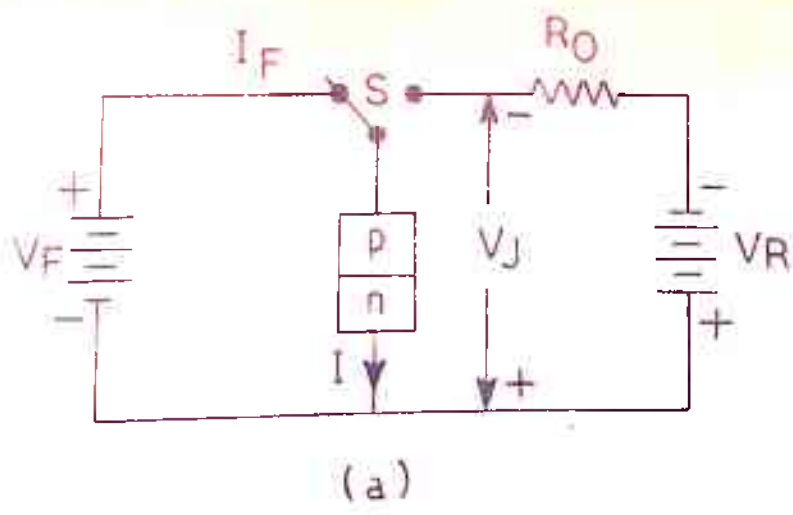 I_F S R_O
+ - -
V_F p V_J V_R
n
- I + +
(a)